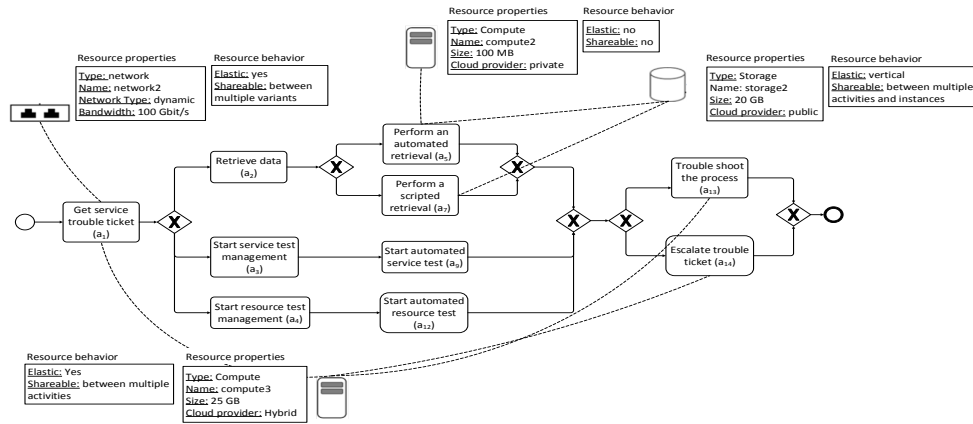 Resource properties
Type: Compute
Name: compute2
Size: 100 MB
Cloud provider: private
Resource behavior
Elastic: no
Shareable: no
Resource properties
Type: network
Name: network2
Network Type: dynamic
Bandwidth: 100 Gbit/s
Resource behavior
Elastic: yes
Shareable: between
multiple variants
Resource properties
Type: Storage
Name: storage2
Size: 20 GB
Cloud provider: public
Resource behavior
Elastic: vertical
Shareable: between multiple
activities and instances
Get service
trouble ticket
(a1)
X
Retrieve data
(a2)
X
Perform an
automated
retrieval (a5)
Perform a
scripted
retrieval (a7)
X
Start service test
management
(a3)
Start automated
service test (a9)
Start resource test
management (a4)
Start automated
resource test
(a12)
X
X
Trouble shoot
the process
(a13)
Escalate trouble
ticket (a14)
X
Resource behavior
Elastic: Yes
Shareable: between multiple
activities
Resource properties
Type: Compute
Name: compute3
Size: 25 GB
Cloud provider: Hybrid